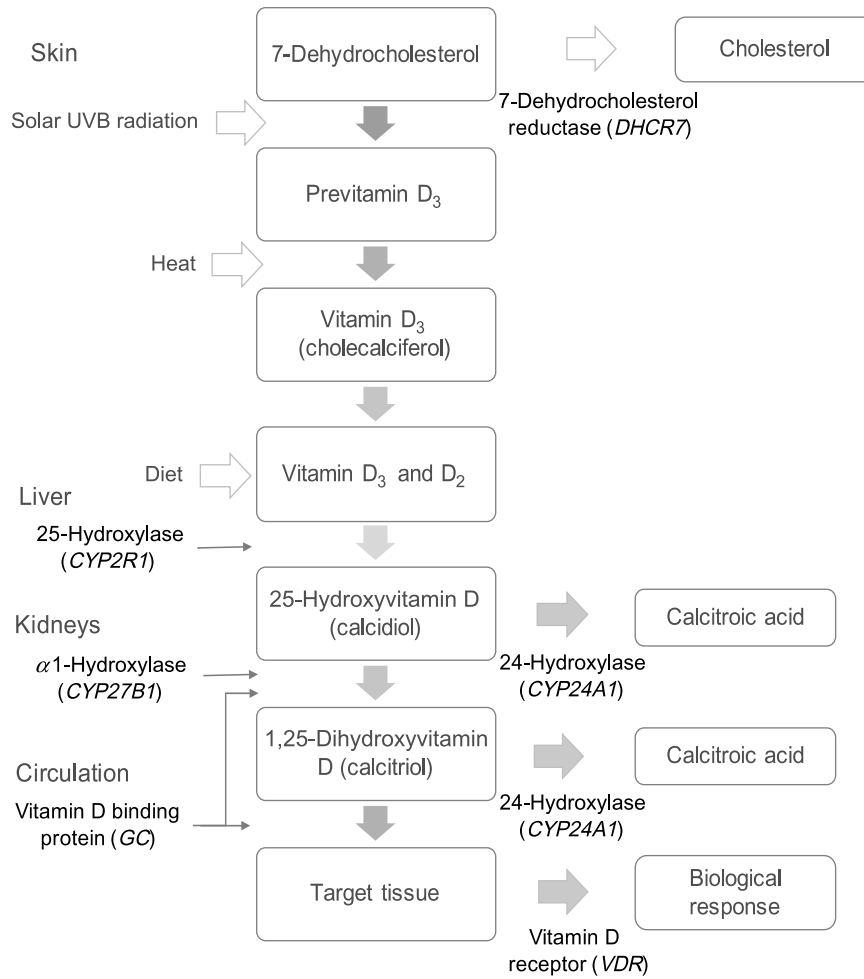 Skin
7-Dehydrocholesterol
Cholesterol
7-Dehydrocholesterol
reductase (DHCR7)
Solar UVB radiation
Previtamin D3
Heat
Vitamin D3
(cholecalciferol)
Diet
Vitamin D3 and D2
Liver
25-Hydroxylase
(CYP2R1)
25-Hydroxyvitamin D
(calcidiol)
Calcitroic acid
Kidneys
α1-Hydroxylase
(CYP27B1)
24-Hydroxylase
(CYP24A1)
1,25-Dihydroxyvitamin
D (calcitriol)
Calcitroic acid
Circulation
Vitamin D binding
protein (GC)
24-Hydroxylase
(CYP24A1)
Target tissue
Biological
response
Vitamin D
receptor (VDR)